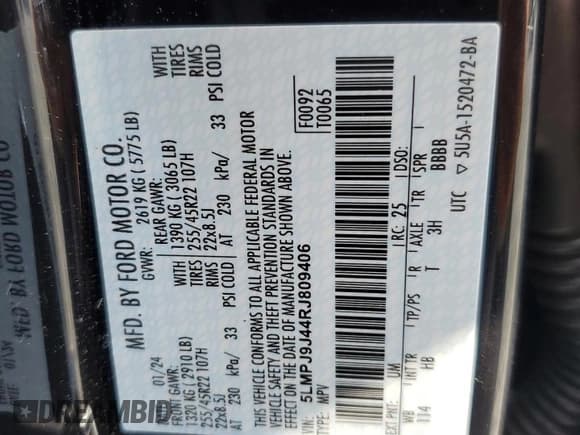 MFD. BY FORD MOTOR CO.
01/24 GVWR: 2619 KG ( 5775 LB)
FRONT GAWR: REAR GAWR:
1320 KG ( 2910 LB) WITH 1390 KG ( 3065 LB) WITH
255/45R22 107H TIRES 255/45R22 107H TIRES
22x8.5J RIMS 22x8.5J RIMS
AT 230 kPa/ 33 PSI COLD AT 230 kPa/ 33 PSI COLD
THIS VEHICLE CONFORMS TO ALL APPLICABLE FEDERAL MOTOR
VEHICLE SAFETY AND THEFT PREVENTION STANDARDS IN
EFFECT ON THE DATE OF MANUFACTURE SHOWN ABOVE.
F0092
T0065
5LMPJ9J44RJ809406
TYPE: MPV
EXT PNT: UM RC: 25 DSO:
WB INT TR TP/PS R AXLE TR SPR
114 HB T 3H BBBB
UTC ▽ 5U5A-1520472-BA
DREAMBID